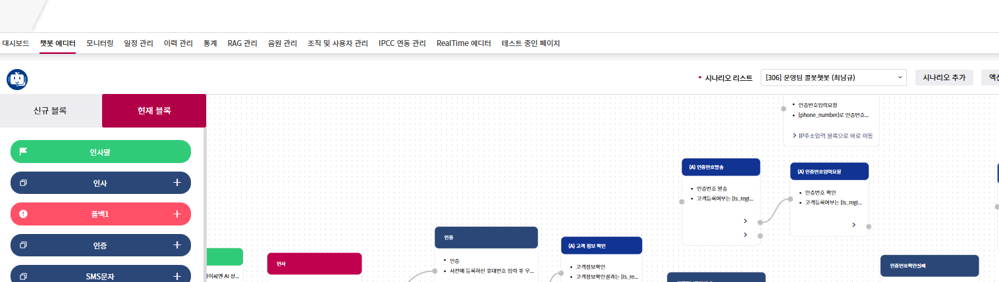 대시보드 챗봇 에디터 모니터링 일정 관리 이력 관리 통계 RAG 관리 음원 관리 조직 및 사용자 관리 IPCC 연동 관리 RealTime 에디터 테스트 중인 페이지
시나리오 리스트 [306] 운영팀 콜봇챗봇 (최남규) 시나리오 추가
신규 블록 현재 블록
인사말
인사
폴백1
인증
SMS문자
인증번호입력요청
[phone_number]로 인증번호...
IP주소입력 블록으로 바로 이동
(A) 인증번호발송
인증번호 발송
고객등록여부는 [is_regi...
(A) 인증번호입력요청
인증번호 확인
고객등록여부는 [is_regi...
인증
인증
사전에 등록하신 휴대번호 입력 후 우...
(A) 고객 정보 확인
고객정보확인
고객정보확인결과는 [is_re...
인사
AI 상...
인증번호확인실패